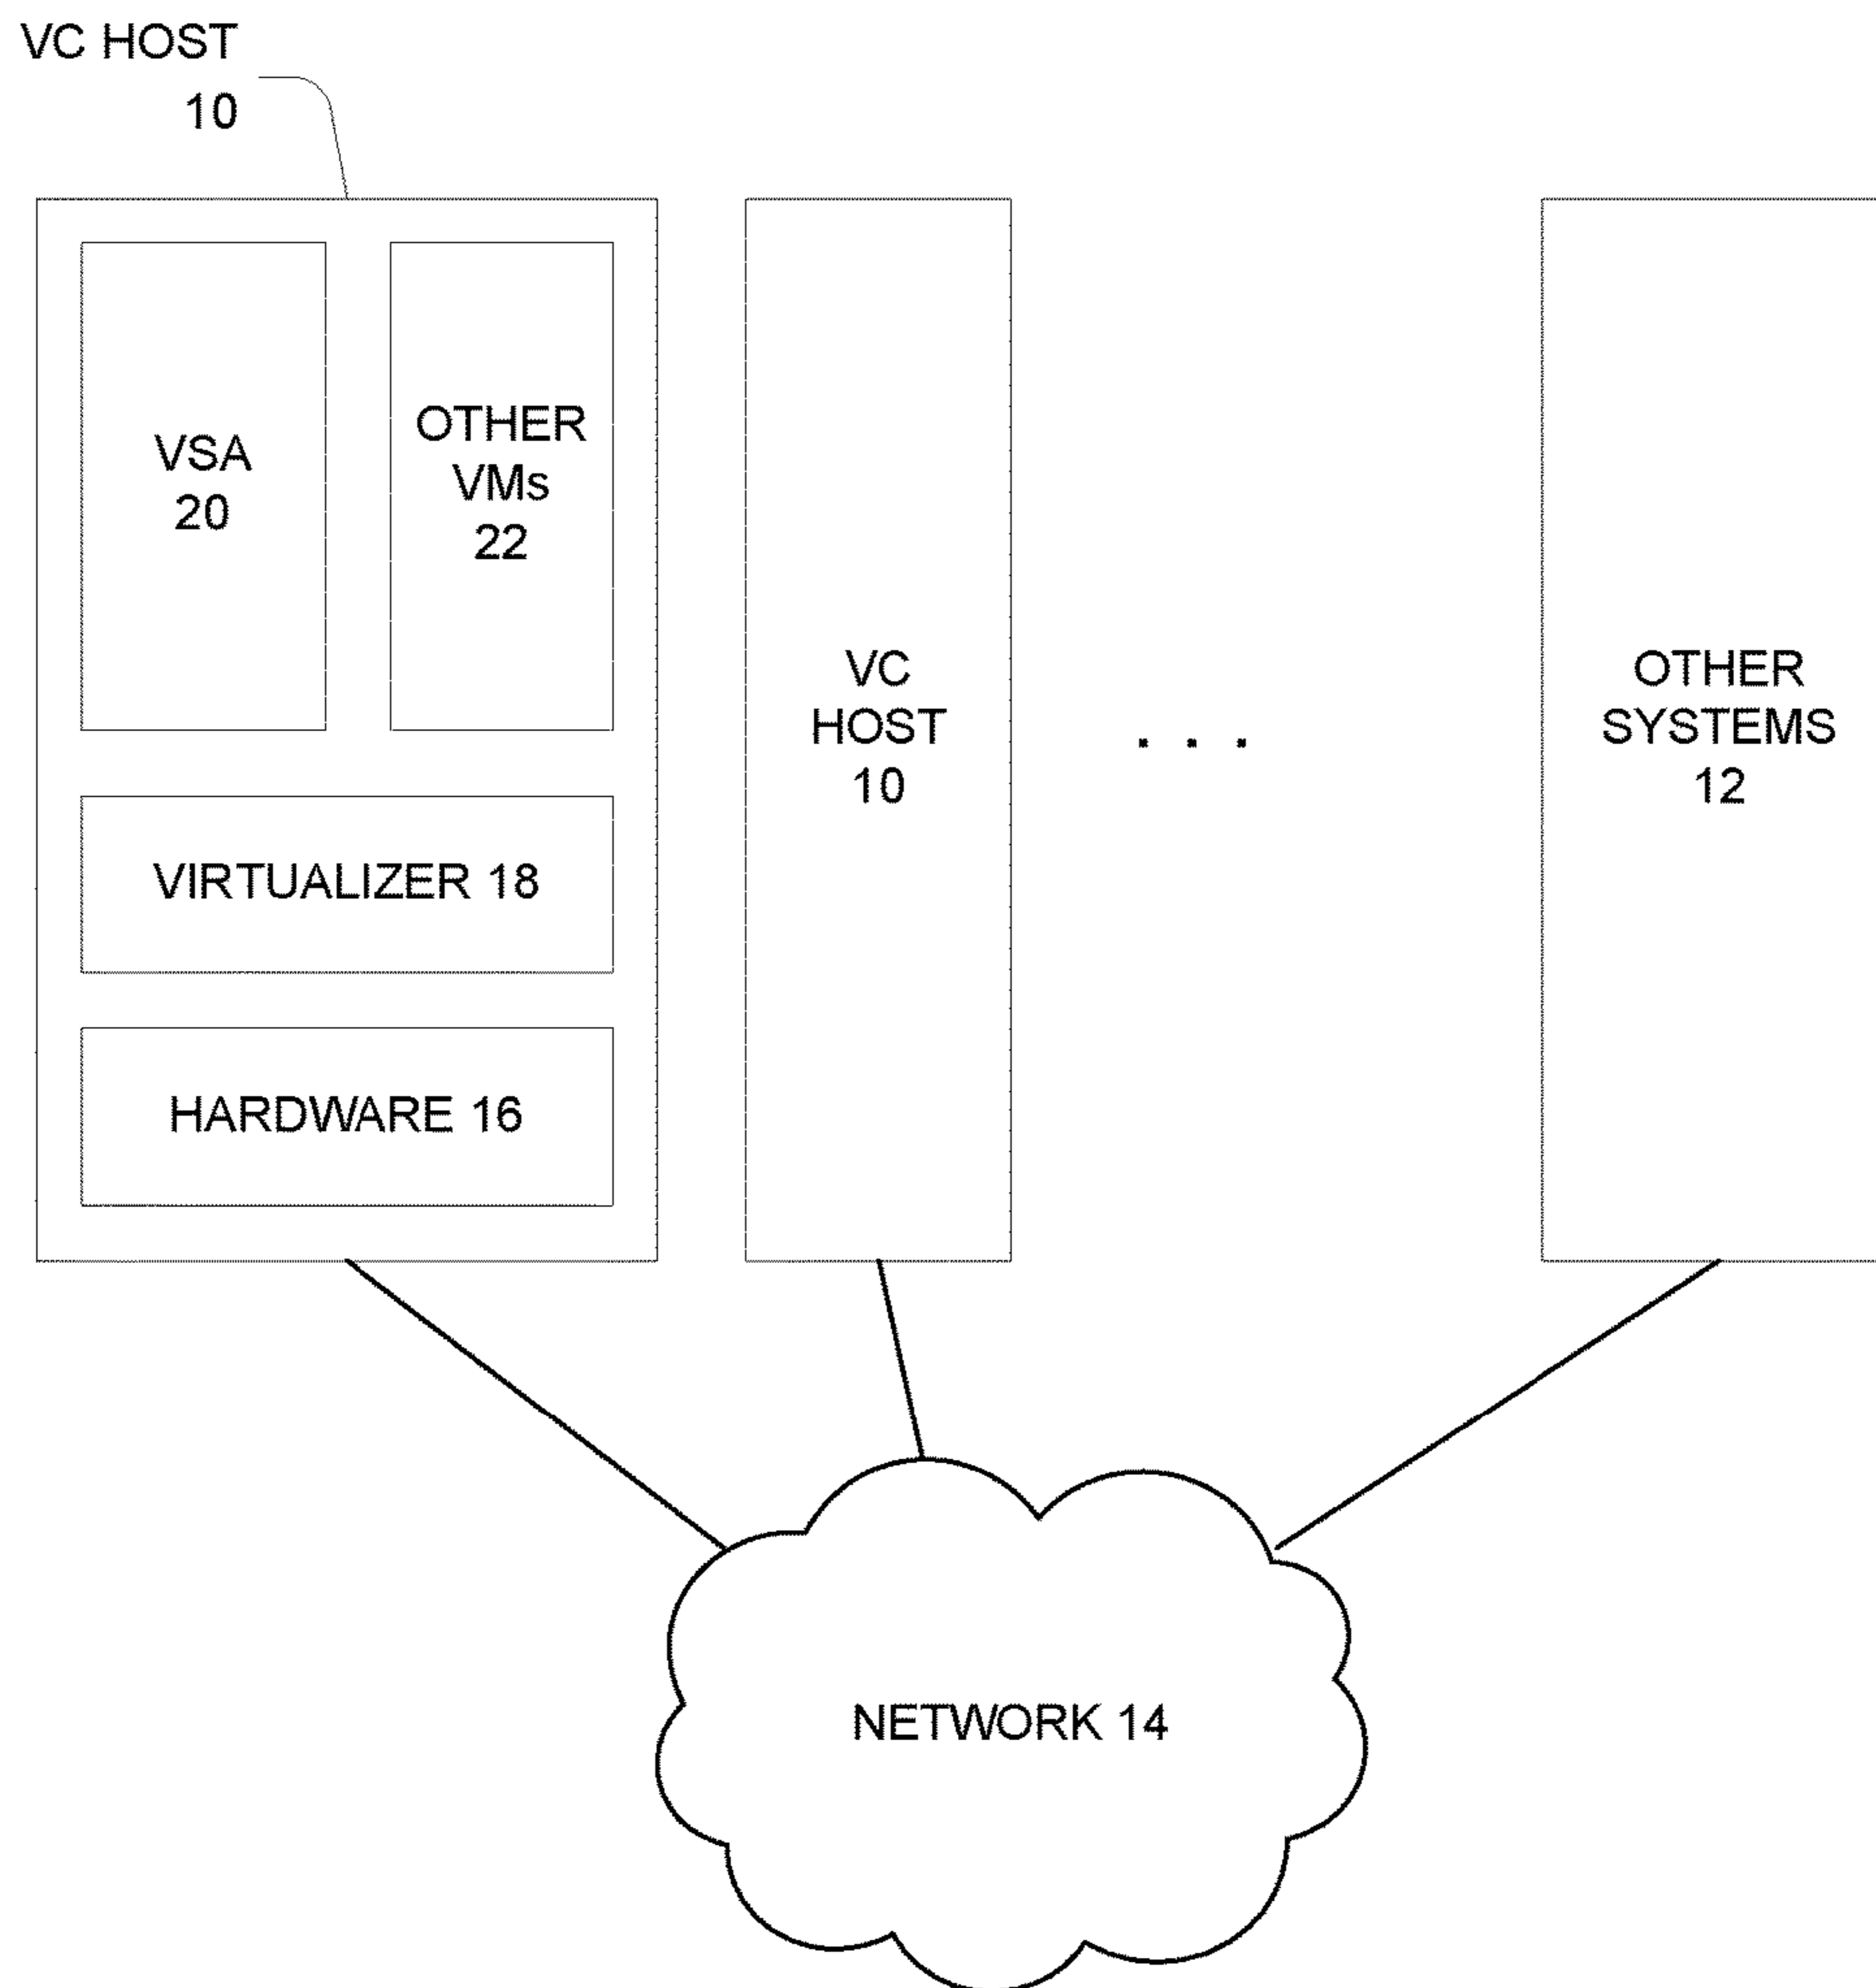 VC HOST
10
VSA
20
OTHER
VMs
22
VIRTUALIZER 18
HARDWARE 16
VC
HOST
10
. . .
OTHER
SYSTEMS
12
NETWORK 14